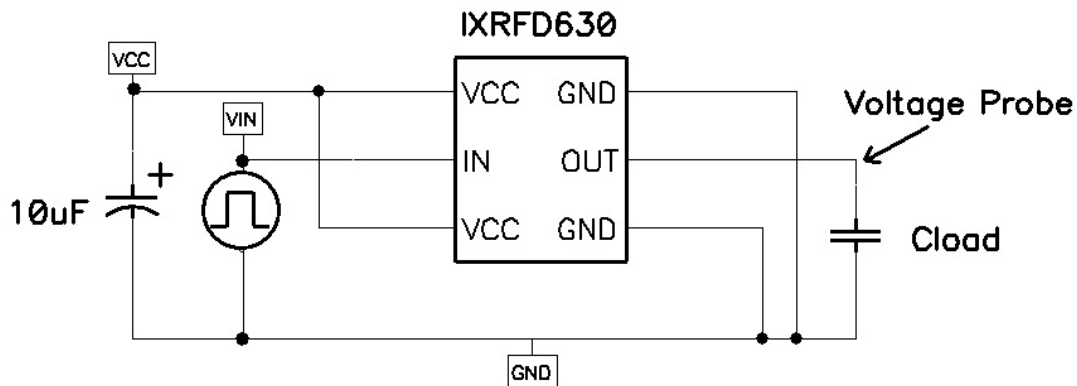 IXRFD630
VCC
VCC GND
Voltage Probe
VIN
IN OUT
+
10uF
VCC GND
Cload
GND